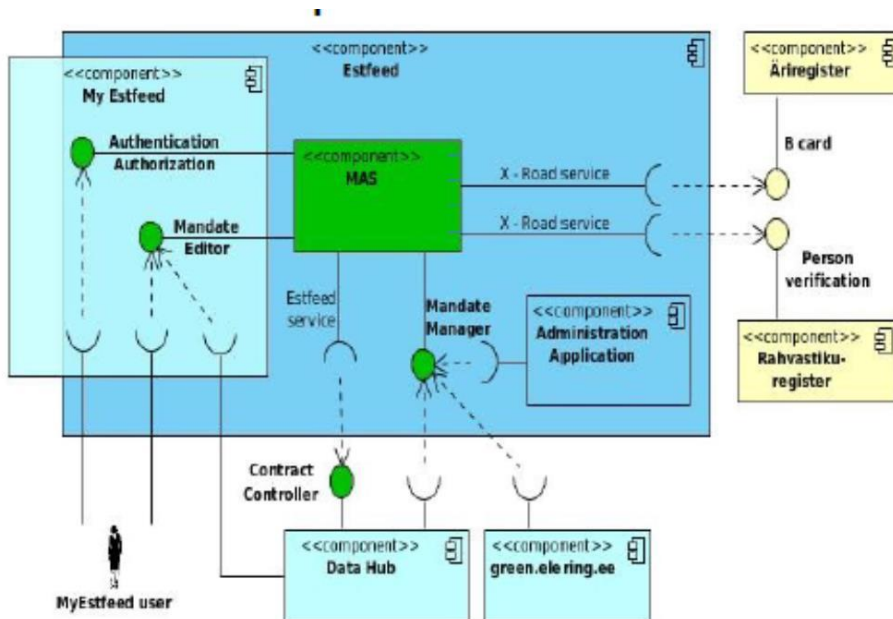 <<component>>
Estfeed
<<component>>
My Estfeed
<<component>>
Äriregister
Authentication
Authorization
<<component>>
MAS
B card
X - Road service
Mandate
Editor
X - Road service
Person
verification
Estfeed
service
Mandate
Manager
<<component>>
Administration
Application
<<component>>
Rahvastiku-
register
Contract
Controller
<<component>>
Data Hub
<<component>>
green.elering.ee
MyEstfeed user